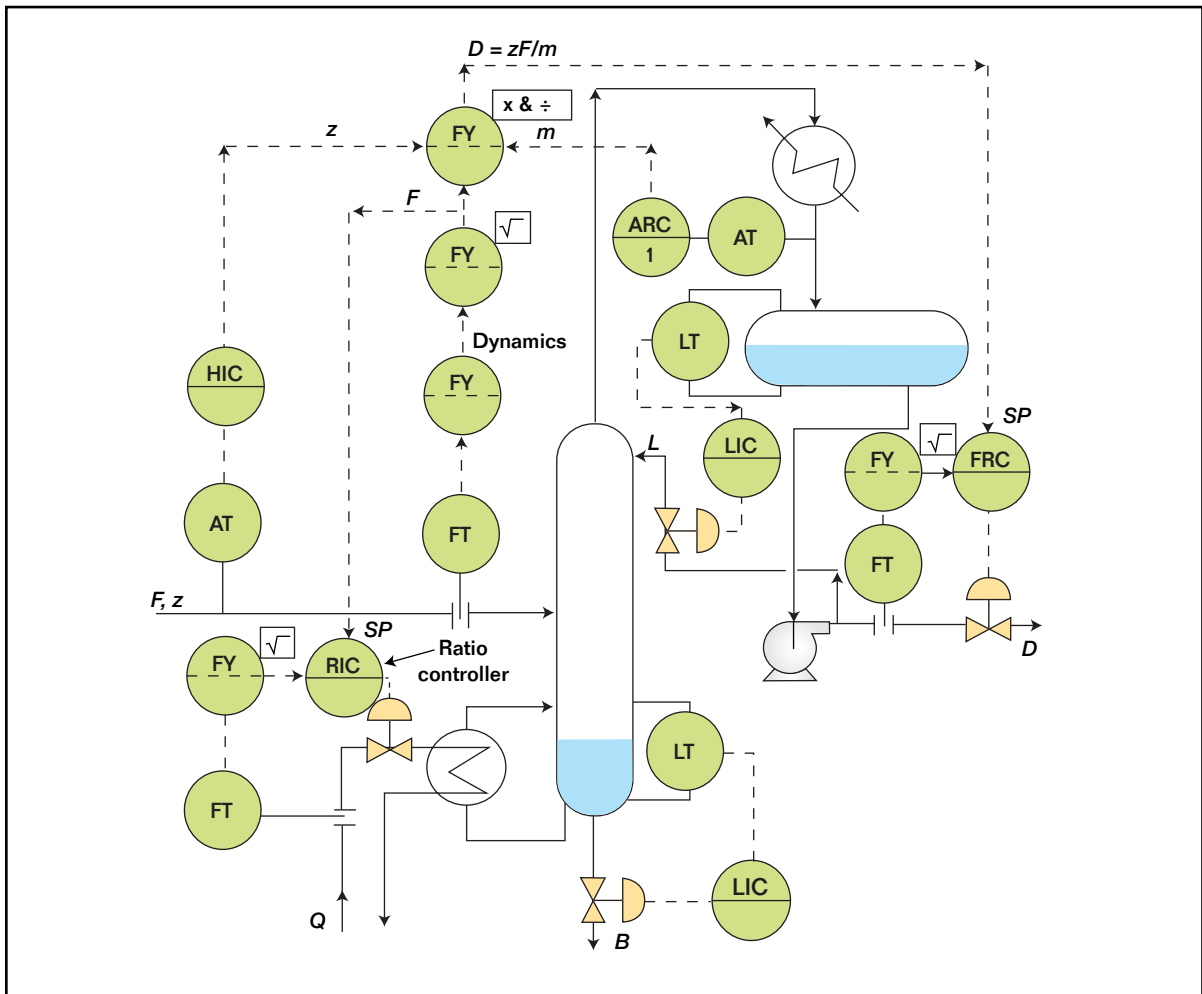 D = zF/m
x & ÷
FY
z
m
F
√
FY
ARC
1
AT
Dynamics
LT
HIC
FY
SP
L
LIC
FY
√
FRC
AT
FT
FT
F, z
SP
√
FY
RIC
Ratio
controller
D
LT
FT
LIC
Q
B